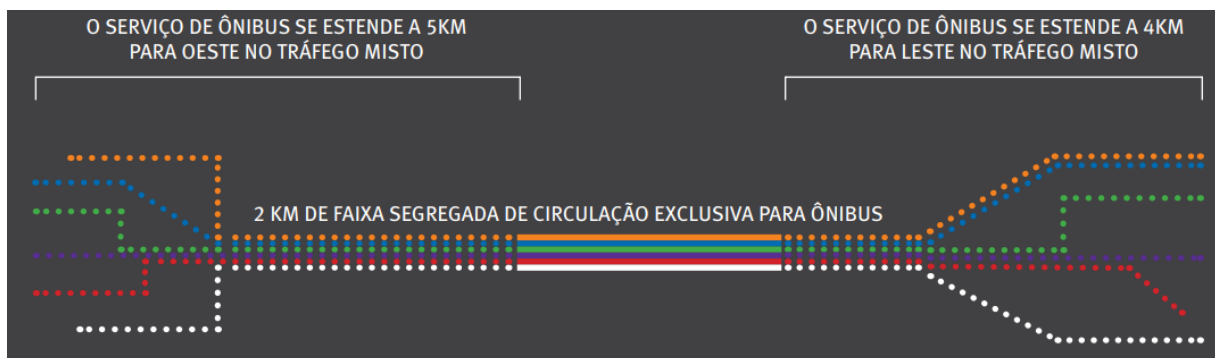 O SERVIÇO DE ÔNIBUS SE ESTENDE A 5KM
PARA OESTE NO TRÁFEGO MISTO
O SERVIÇO DE ÔNIBUS SE ESTENDE A 4KM
PARA LESTE NO TRÁFEGO MISTO
2 KM DE FAIXA SEGREGADA DE CIRCULAÇÃO EXCLUSIVA PARA ÔNIBUS